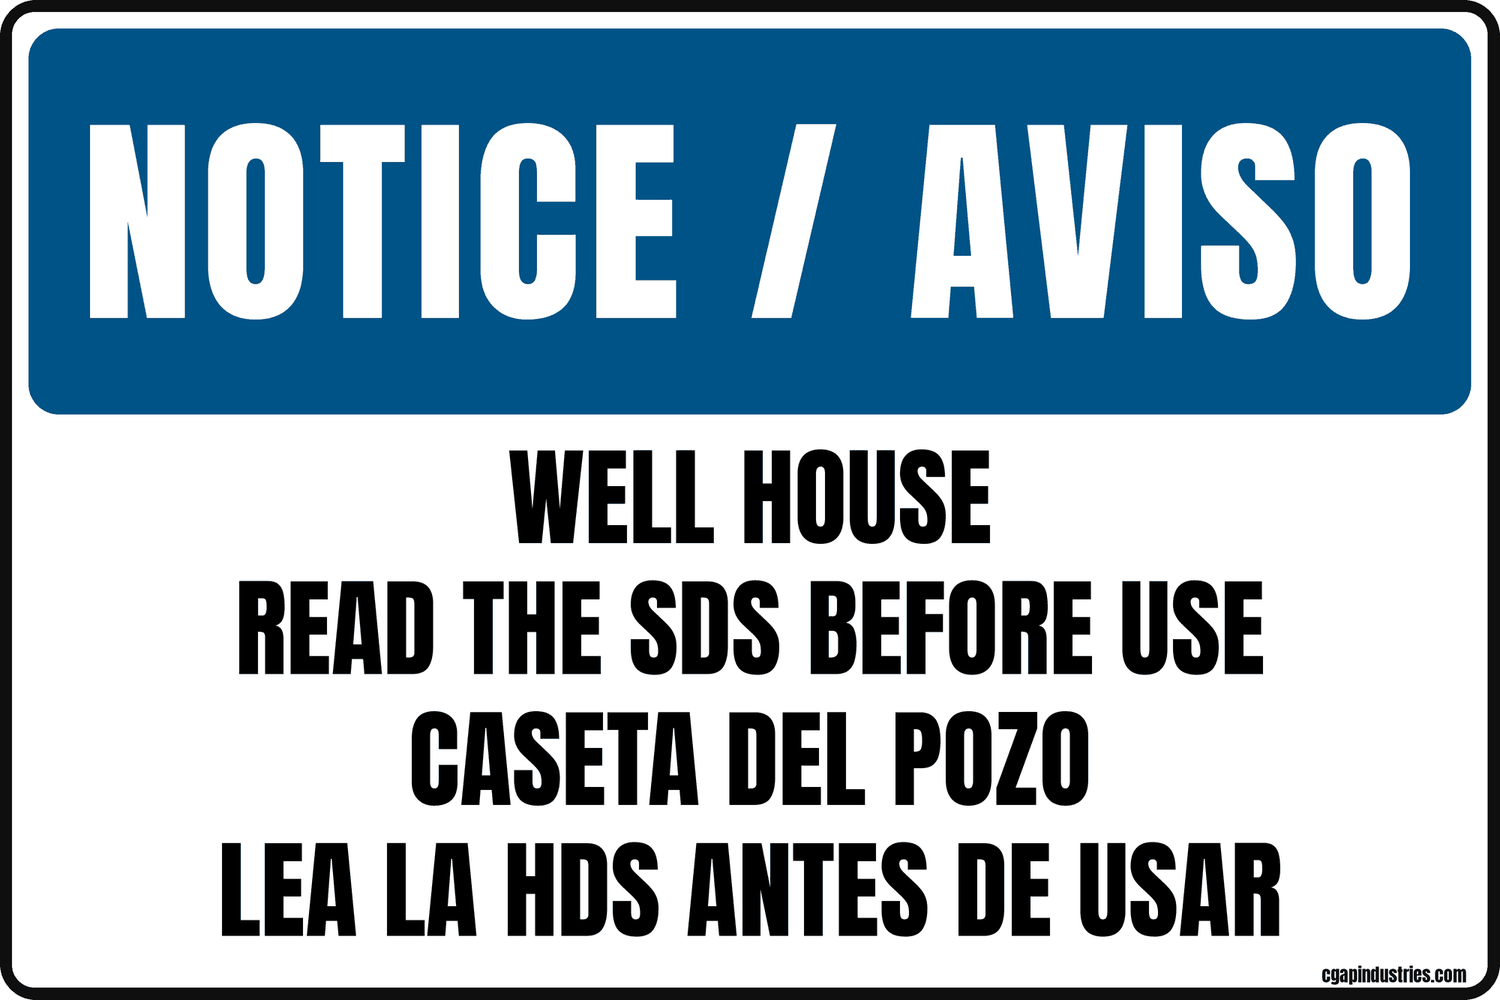 NOTICE / AVISO
WELL HOUSE
READ THE SDS BEFORE USE
CASETA DEL POZO
LEA LA HDS ANTES DE USAR
cgapindustries.com